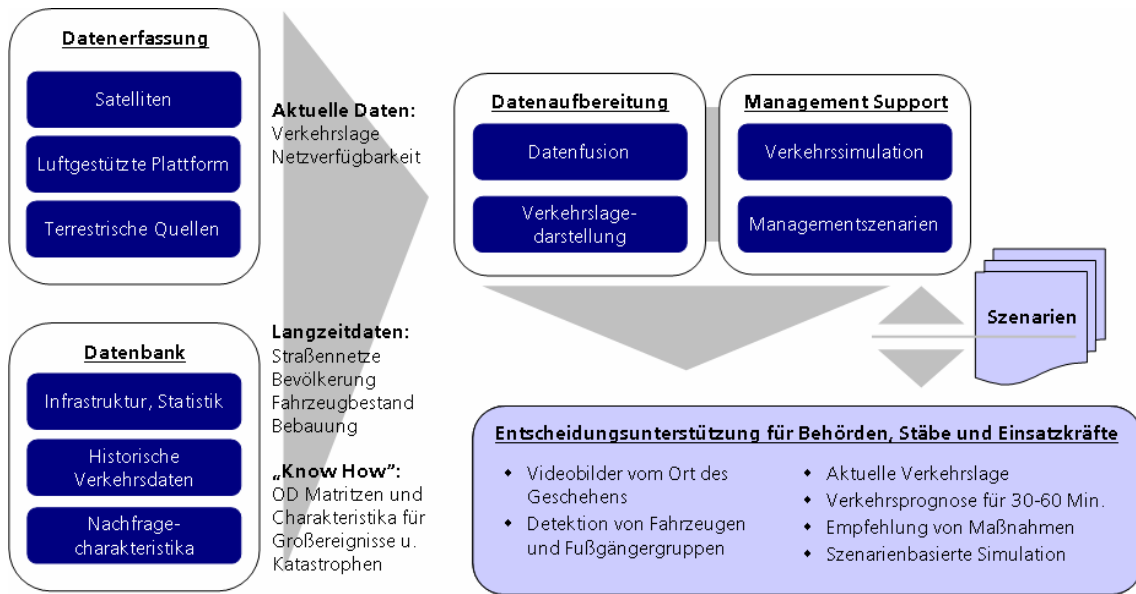 Datenerfassung
Satelliten
Luftgestützte Plattform
Terrestrische Quellen
Aktuelle Daten:
Verkehrslage
Netzverfügbarkeit
Datenaufbereitung
Datenfusion
Verkehrslage-
darstellung
Management Support
Verkehrssimulation
Managementszenarien
Szenarien
Datenbank
Infrastruktur, Statistik
Historische
Verkehrsdaten
Nachfrage-
charakteristika
Langzeitdaten:
Straßennetze
Bevölkerung
Fahrzeugbestand
Bebauung
„Know How":
OD Matritzen und
Charakteristika für
Großereignisse u.
Katastrophen
Entscheidungsunterstützung für Behörden, Stäbe und Einsatzkräfte
Videobilder vom Ort des
Geschehens
Detektion von Fahrzeugen
und Fußgängergruppen
Aktuelle Verkehrslage
Verkehrsprognose für 30-60 Min.
Empfehlung von Maßnahmen
Szenarienbasierte Simulation